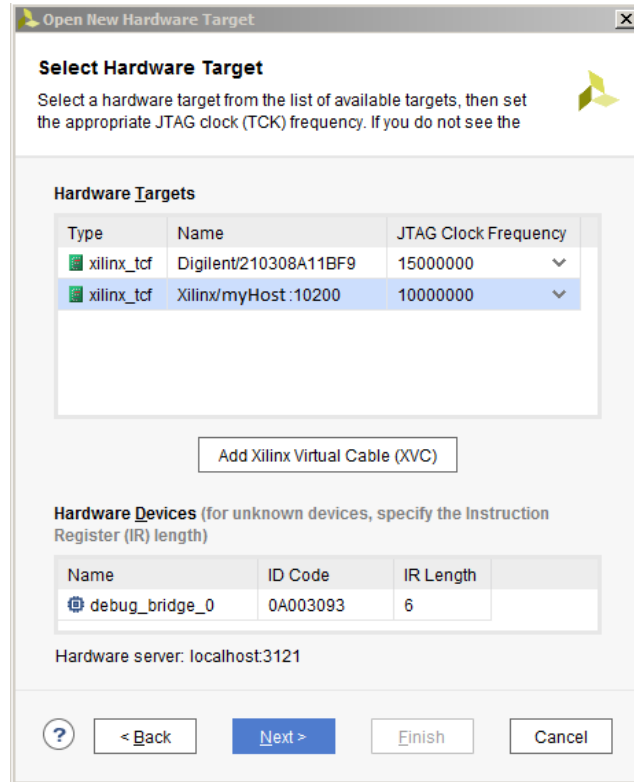 Open New Hardware Target
Select Hardware Target
Select a hardware target from the list of available targets, then set
the appropriate JTAG clock (TCK) frequency. If you do not see the
Hardware Targets
Type Name JTAG Clock Frequency
xilinx_tcf Digilent/210308A11BF9 15000000
xilinx_tcf Xilinx/myHost:10200 10000000
Add Xilinx Virtual Cable (XVC)
Hardware Devices (for unknown devices, specify the Instruction
Register (IR) length)
Name ID Code IR Length
debug_bridge_0 0A003093 6
Hardware server: localhost:3121
? < Back Next > Finish Cancel